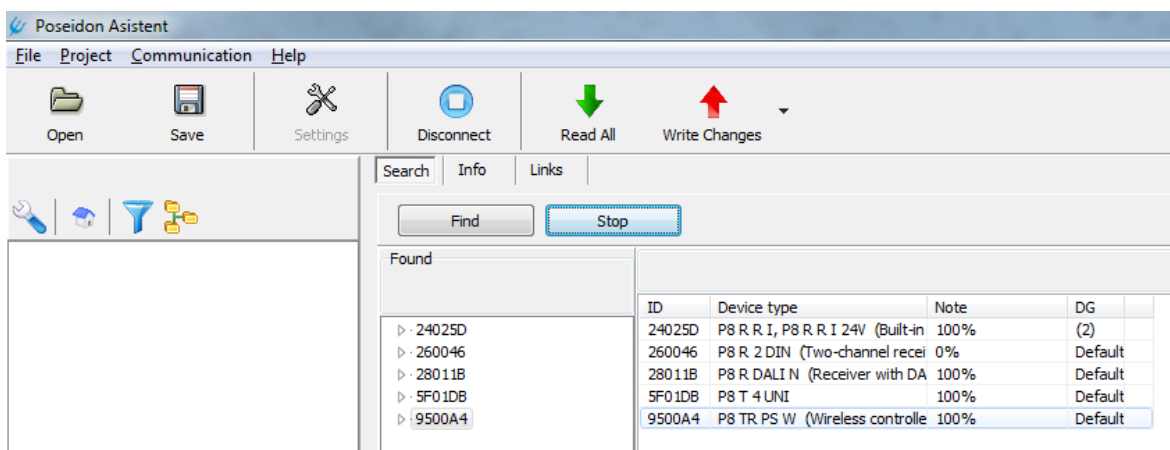 Poseidon Asistent
File Project Communication Help
Open Save Settings Disconnect Read All Write Changes
Search Info Links
Find Stop
Found
ID Device type Note DG
24025D
260046
28011B
5F01DB
9500A4
24025D P8 R R I, P8 R R I 24V (Built-in 100% (2)
260046 P8 R 2 DIN (Two-channel recei 0% Default
28011B P8 R DALI N (Receiver with DA 100% Default
5F01DB P8 T 4 UNI 100% Default
9500A4 P8 TR PS W (Wireless controlle 100% Default